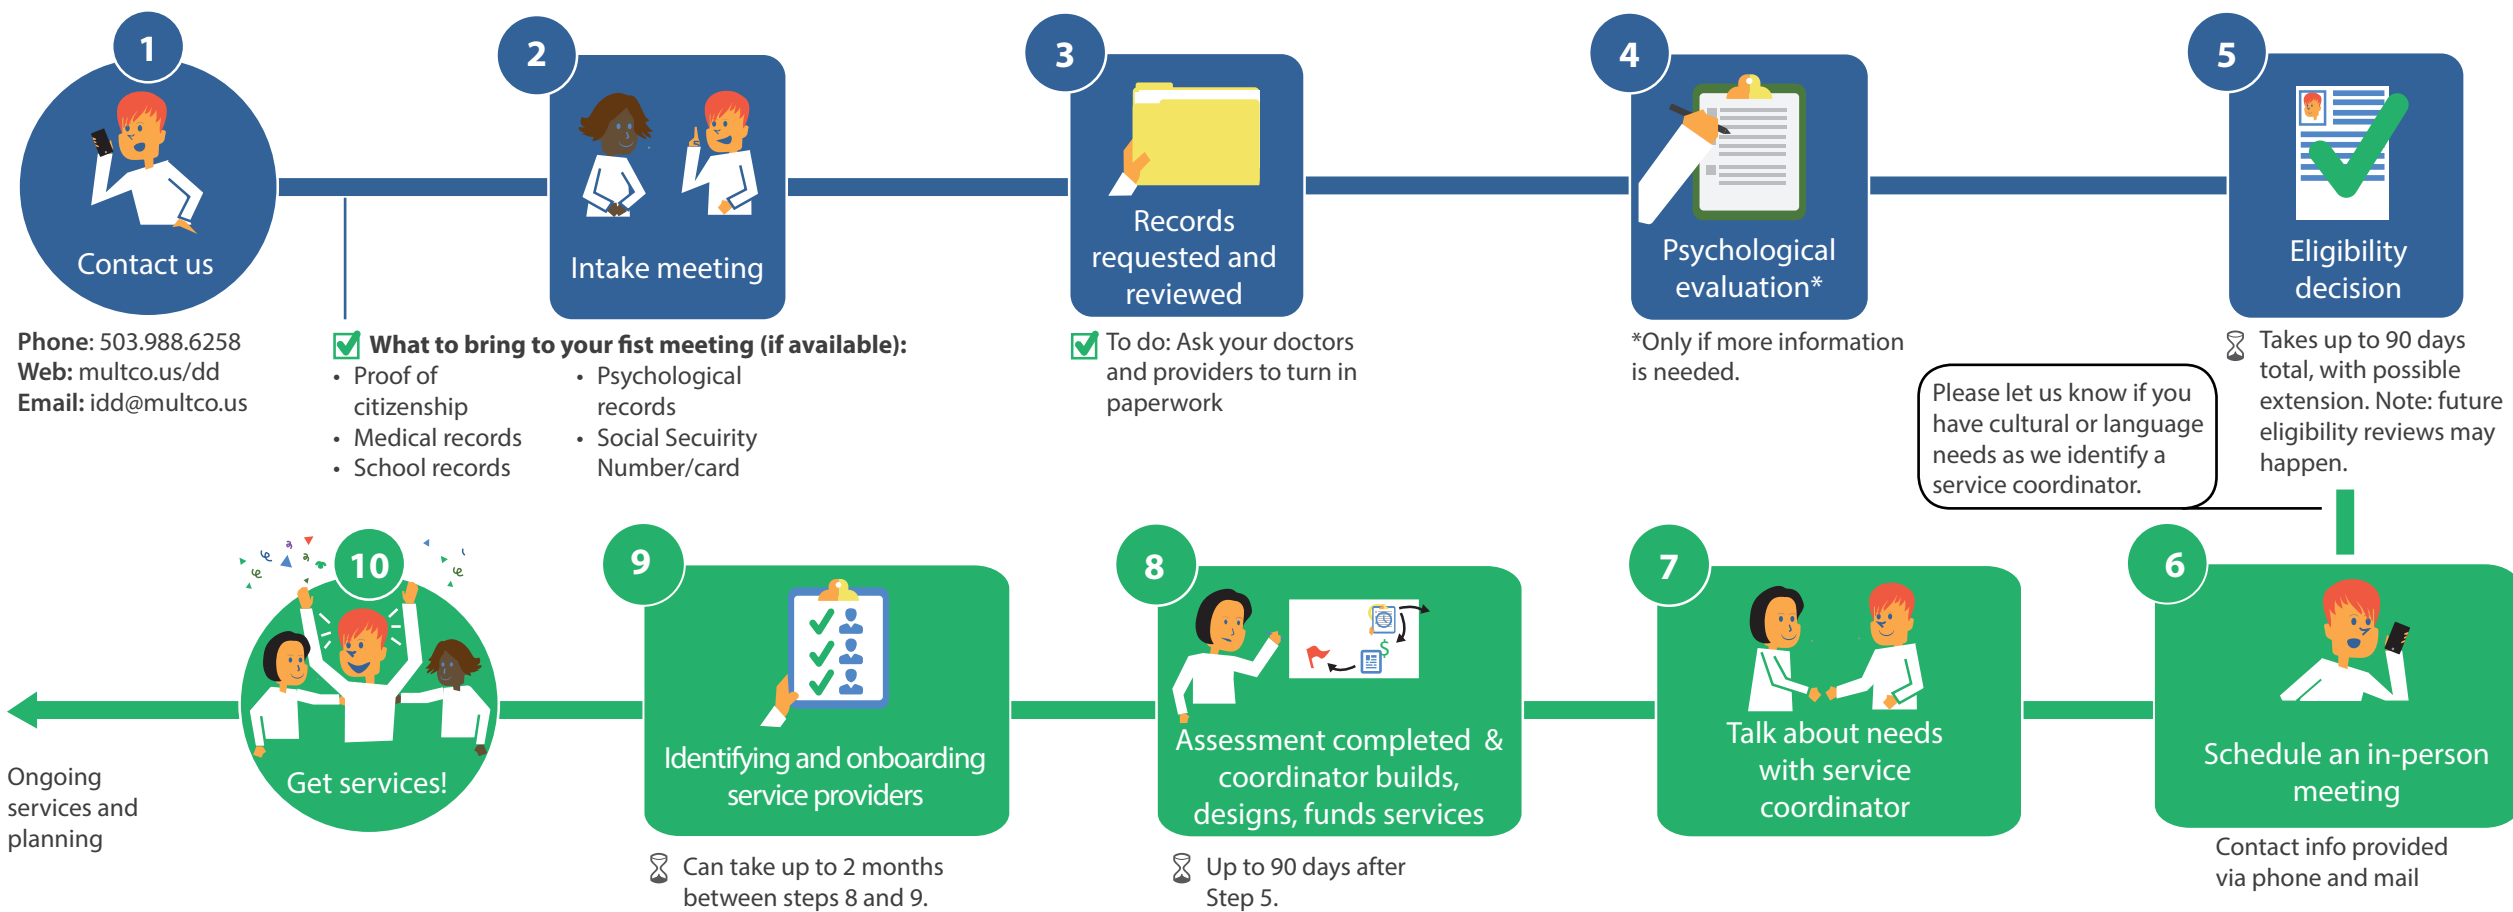 1
Contact us
Phone: 503.988.6258
Web: multco.us/dd
Email: idd@multco.us
2
Intake meeting
What to bring to your fist meeting (if available):
• Proof of
citizenship
• Medical records
• School records
• Psychological
records
• Social Secuirity
Number/card
3
Records
requested and
reviewed
To do: Ask your doctors
and providers to turn in
paperwork
4
Psychological
evaluation*
*Only if more information
is needed.
5
Eligibility
decision
Takes up to 90 days
total, with possible
extension. Note: future
eligibility reviews may
happen.
Please let us know if you
have cultural or language
needs as we identify a
service coordinator.
6
Schedule an in-person
meeting
Contact info provided
via phone and mail
7
Talk about needs
with service
coordinator
8
$
Assessment completed &
coordinator builds,
designs, funds services
Up to 90 days after
Step 5.
9
Identifying and onboarding
service providers
Can take up to 2 months
between steps 8 and 9.
10
Get services!
Ongoing
services and
planning